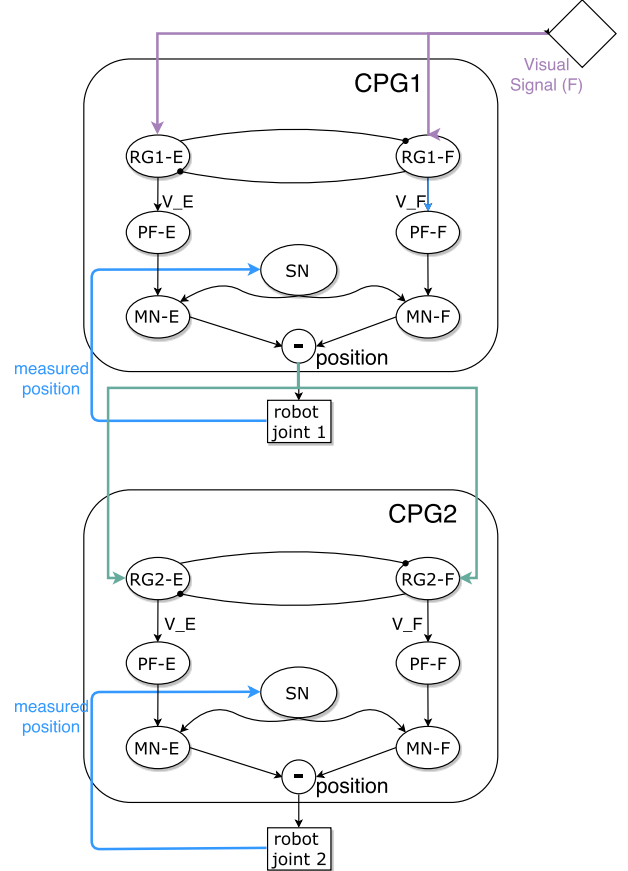 Visual
Signal (F)
CPG1
RG1-E
RG1-F
V_E
V_F
PF-E
PF-F
SN
MN-E
MN-F
-
position
measured
position
robot
joint 1
CPG2
RG2-E
RG2-F
V_E
V_F
PF-E
PF-F
SN
measured
position
MN-E
MN-F
-
position
robot
joint 2